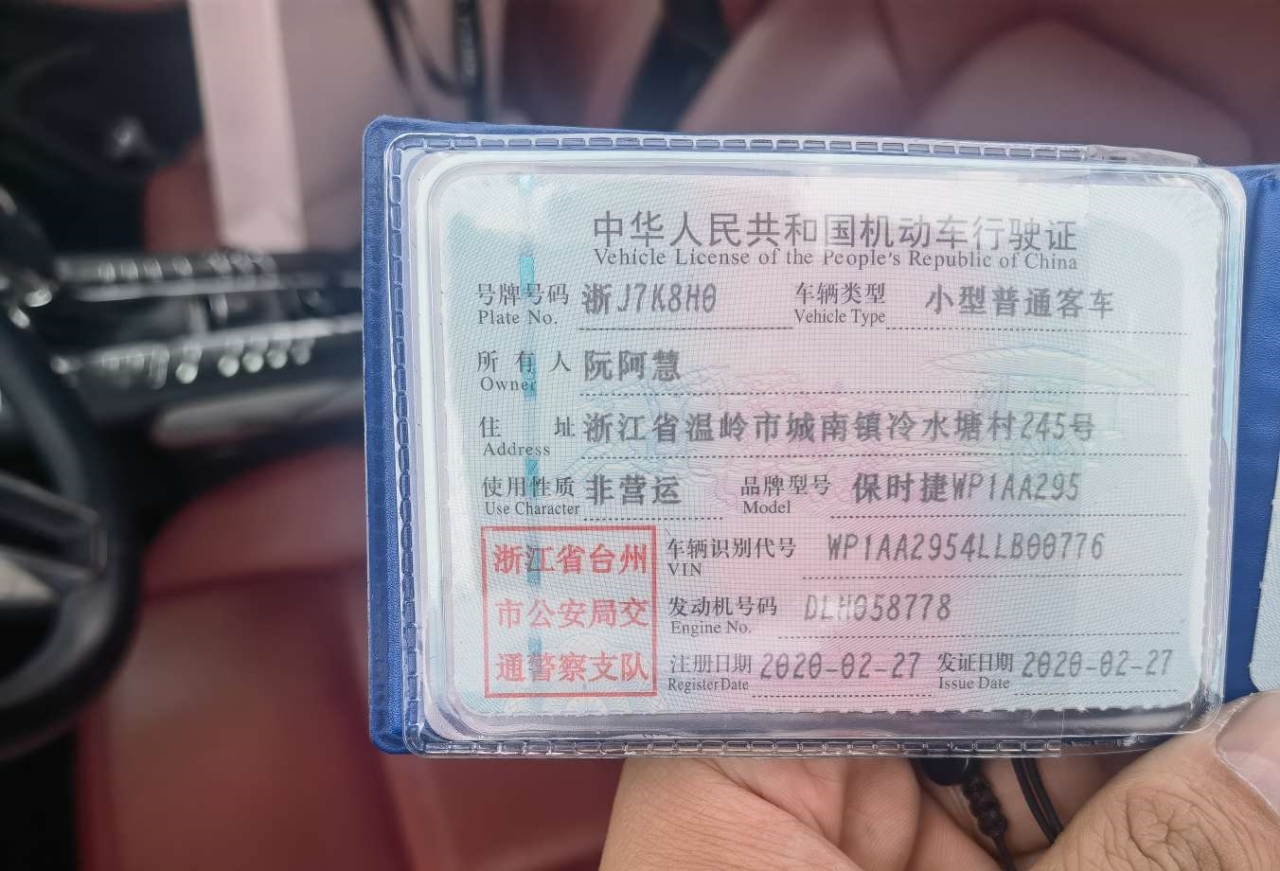 中华人民共和国机动车行驶证
Vehicle License of the People's Republic of China
号牌号码 浙J7K8H0 车辆类型 小型普通客车
Plate No. Vehicle Type
所有人 阮阿慧
Owner
住址 浙江省温岭市城南镇冷水塘村245号
Address
使用性质 非营运 品牌型号 保时捷WP1AA295
Use Character Model
浙江省台州
市公安局交
通警察支队
车辆识别代号 WP1AA2954LLB00776
VIN
发动机号码 DLH058778
Engine No.
注册日期 2020-02-27 发证日期 2020-02-27
Register Date Issue Date